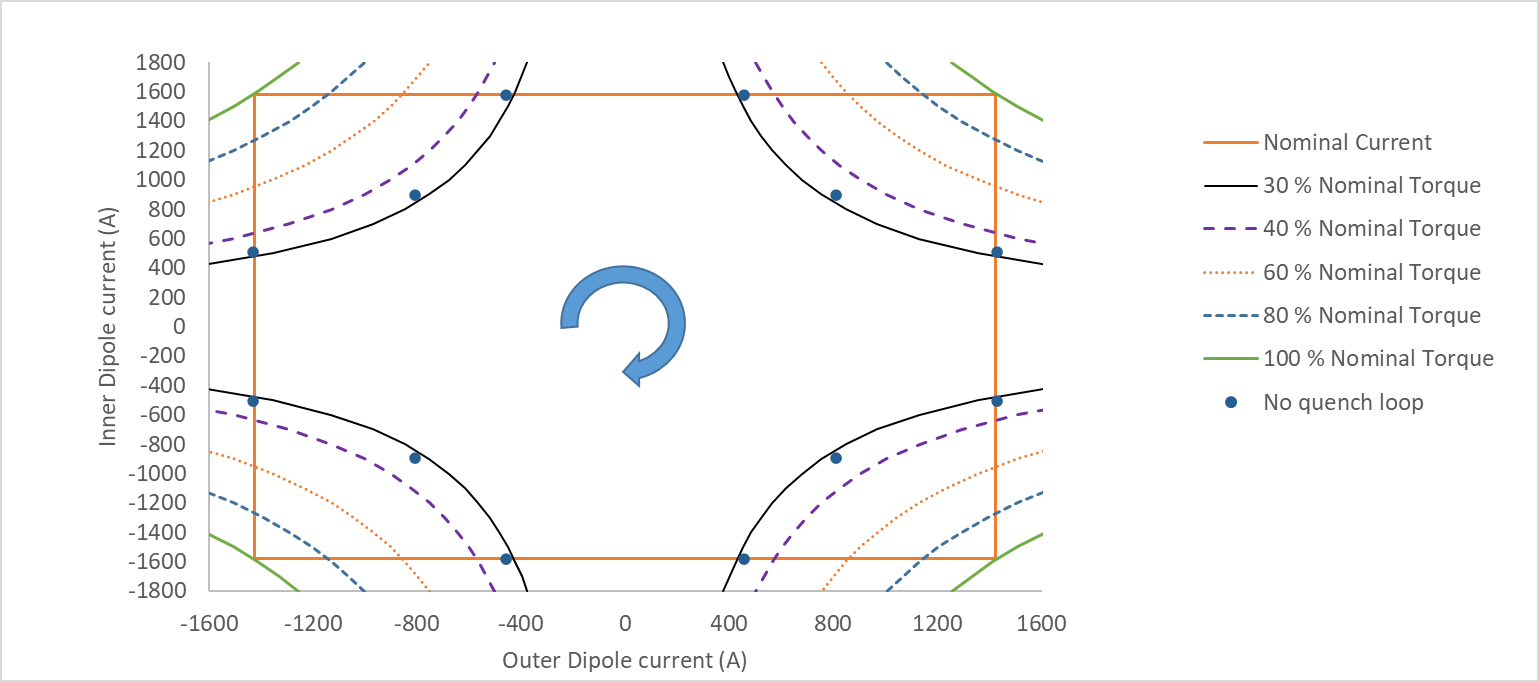 1800
1600
1400
1200
1000
800
600
400
200
0
-200
-400
-600
-800
-1000
-1200
-1400
-1600
-1800
Inner Dipole current (A)
-1600 -1200 -800 -400 0 400 800 1200 1600
Outer Dipole current (A)
Nominal Current
30 % Nominal Torque
40 % Nominal Torque
60 % Nominal Torque
80 % Nominal Torque
100 % Nominal Torque
No quench loop